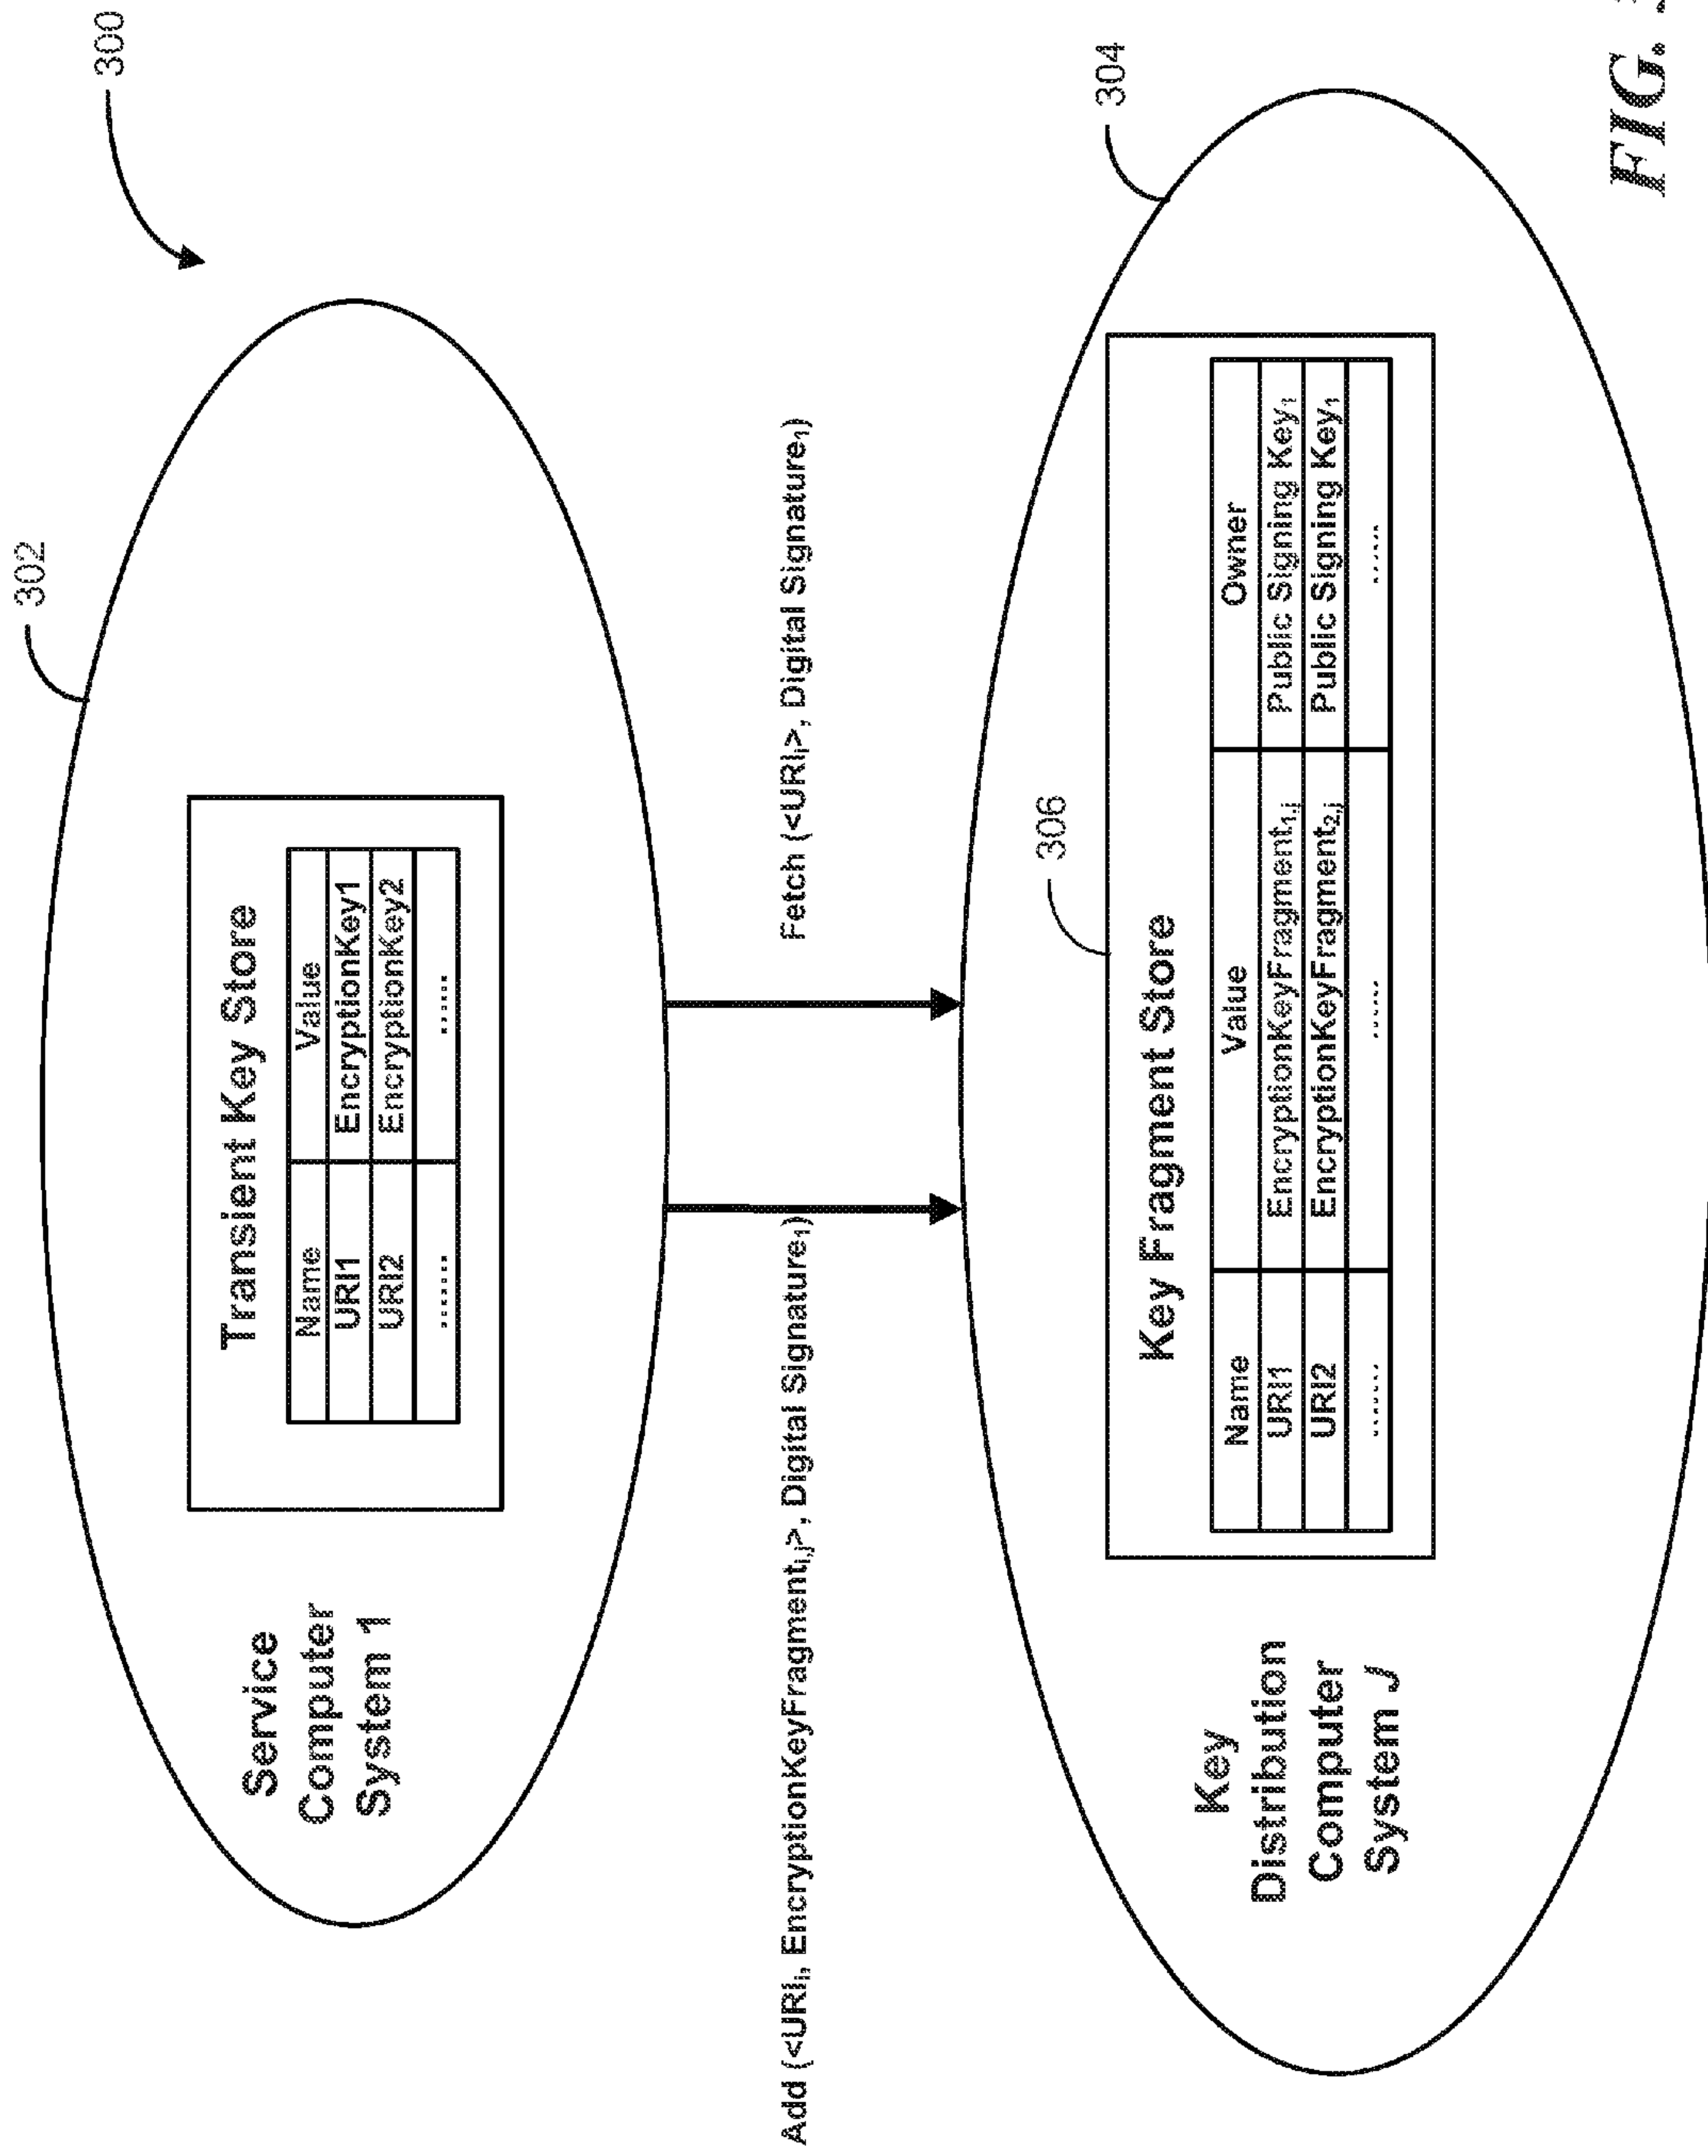 300
302
Service
Computer
System 1
Transient Key Store
Name Value
URI1 EncryptionKey1
URI2 EncryptionKey2
...... ......
Add (<URIᵢ, EncryptionKeyFragmentᵢ,ⱼ>, Digital Signature₁)
Fetch (<URIᵢ>, Digital Signature₁)
304
306
Key
Distribution
Computer
System J
Key Fragment Store
Name Value Owner
URI1 EncryptionKeyFragment₁,ⱼ Public Signing Key₁
URI2 EncryptionKeyFragment₂,ⱼ Public Signing Key₁
...... ...... ......
FIG.